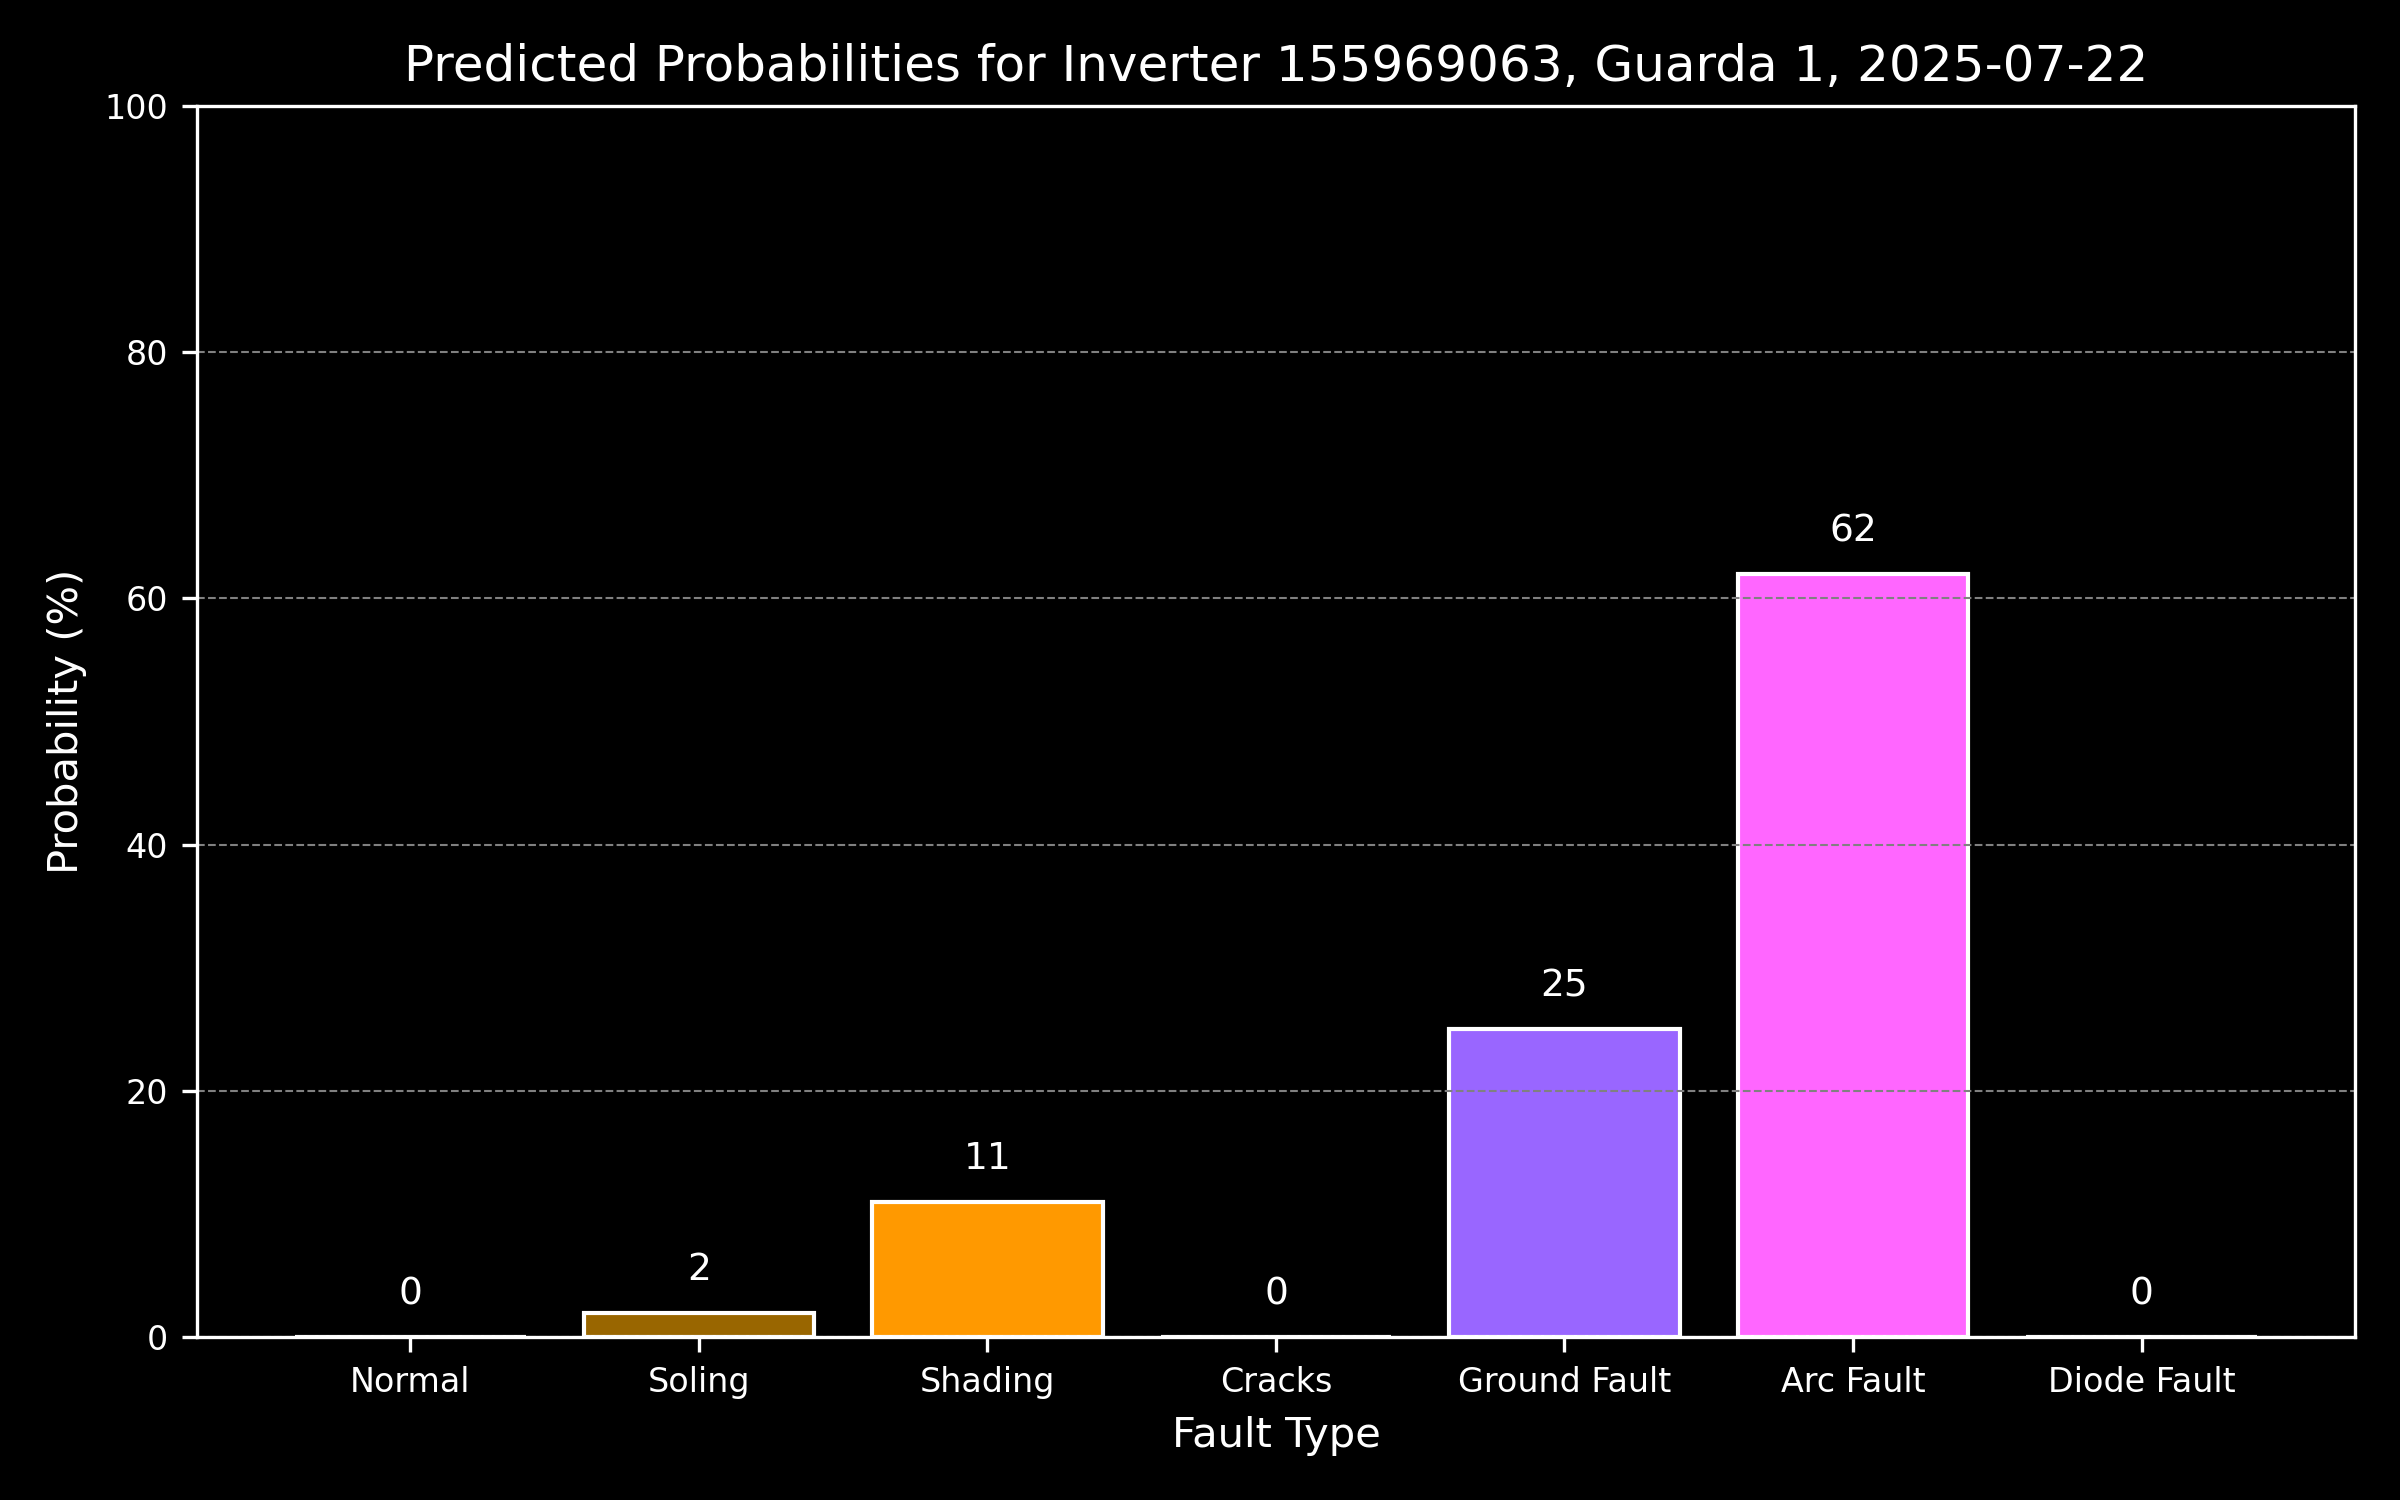 Predicted Probabilities for Inverter 155969063, Guarda 1, 2025-07-22
100
80
60
40
20
0
Probability (%)
0
2
11
0
25
62
0
Normal
Soling
Shading
Cracks
Ground Fault
Arc Fault
Diode Fault
Fault Type